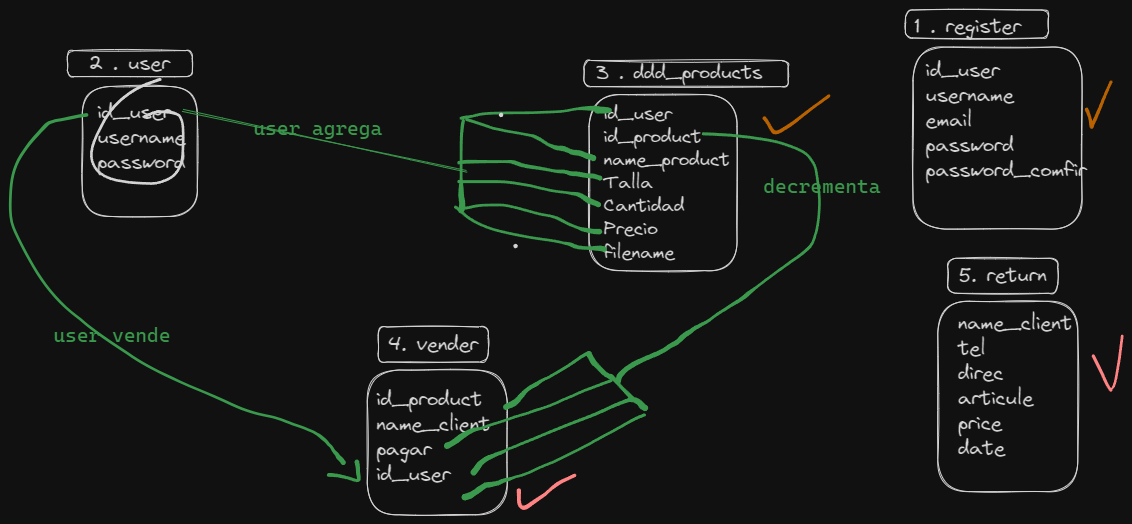 2 . user
id_user
username
password
user agrega
3 . ddd_products
id_user
id_product
name_product
Talla
Cantidad
Precio
filename
decrementa
1 . register
id_user
username
email
password
password_comfir
user vende
4. vender
id_product
name_client
pagar
id_user
5. return
name_client
tel
direc
articule
price
date